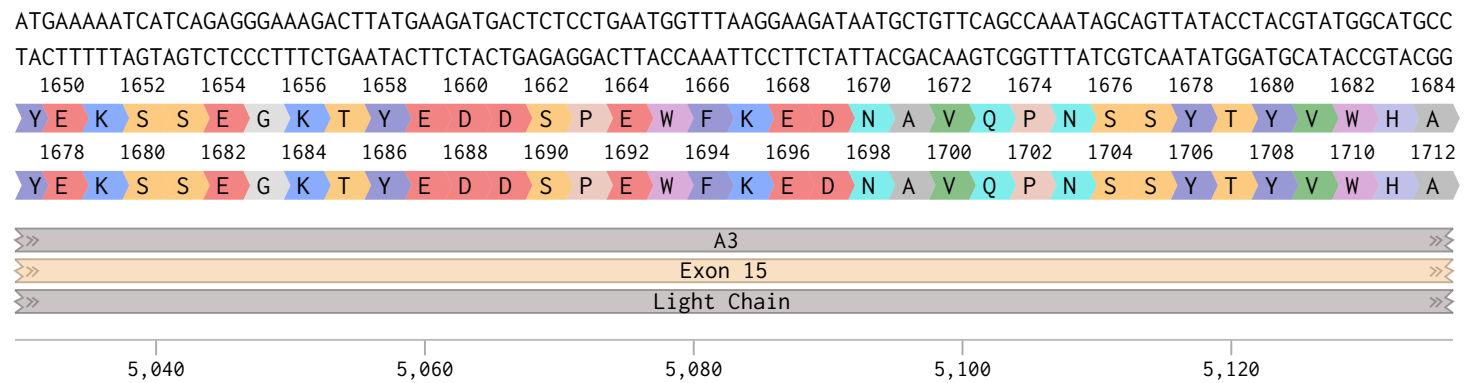 ATGAAAAATCATCAGAGGGAAAGACTTATGAAGATGACTCTCCTGAATGGTTTAAGGAAGATAATGCTGTTCAGCCAAATAGCAGTTATACCTACGTATGGCATGCC
TACTTTTTAGTAGTCTCCCTTTCTGAATACTTCTACTGAGAGGACTTACCAAATTCCTTCTATTACGACAAGTCGGTTTATCGTCAATATGGATGCATACCGTACGG
1650 1652 1654 1656 1658 1660 1662 1664 1666 1668 1670 1672 1674 1676 1678 1680 1682 1684
Y E K S S E G K T Y E D D S P E W F K E D N A V Q P N S S Y T Y V W H A
1678 1680 1682 1684 1686 1688 1690 1692 1694 1696 1698 1700 1702 1704 1706 1708 1710 1712
Y E K S S E G K T Y E D D S P E W F K E D N A V Q P N S S Y T Y V W H A
A3
Exon 15
Light Chain
5,040 5,060 5,080 5,100 5,120